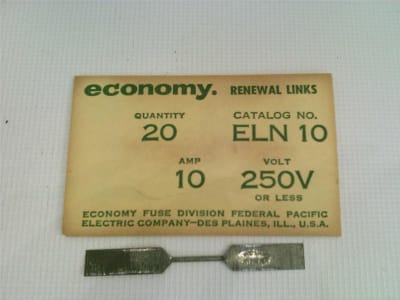 economy. RENEWAL LINKS
QUANTITY CATALOG NO.
20 ELN 10
AMP VOLT
10 250V
OR LESS
ECONOMY FUSE DIVISION FEDERAL PACIFIC
ELECTRIC COMPANY—DES PLAINES, ILL., U.S.A.